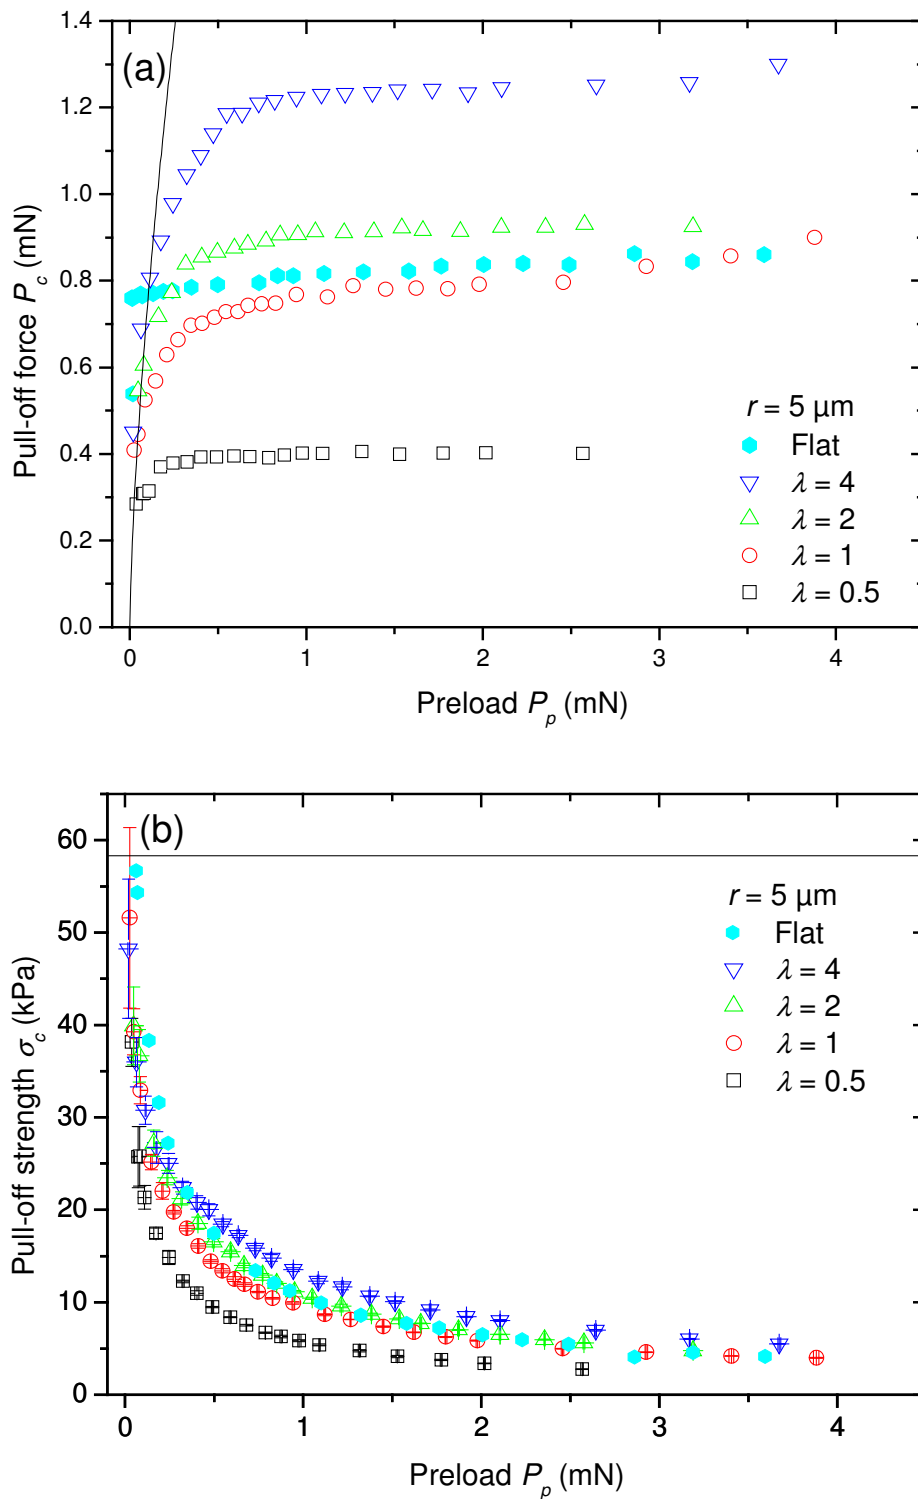 (a)
1.4
1.2
1.0
0.8
0.6
0.4
0.2
0.0
Pull-off force P_c (mN)
r = 5 μm
Flat
λ = 4
λ = 2
λ = 1
λ = 0.5
0 1 2 3 4
Preload P_p (mN)
(b)
60
50
40
30
20
10
0
Pull-off strength σ_c (kPa)
r = 5 μm
Flat
λ = 4
λ = 2
λ = 1
λ = 0.5
0 1 2 3 4
Preload P_p (mN)